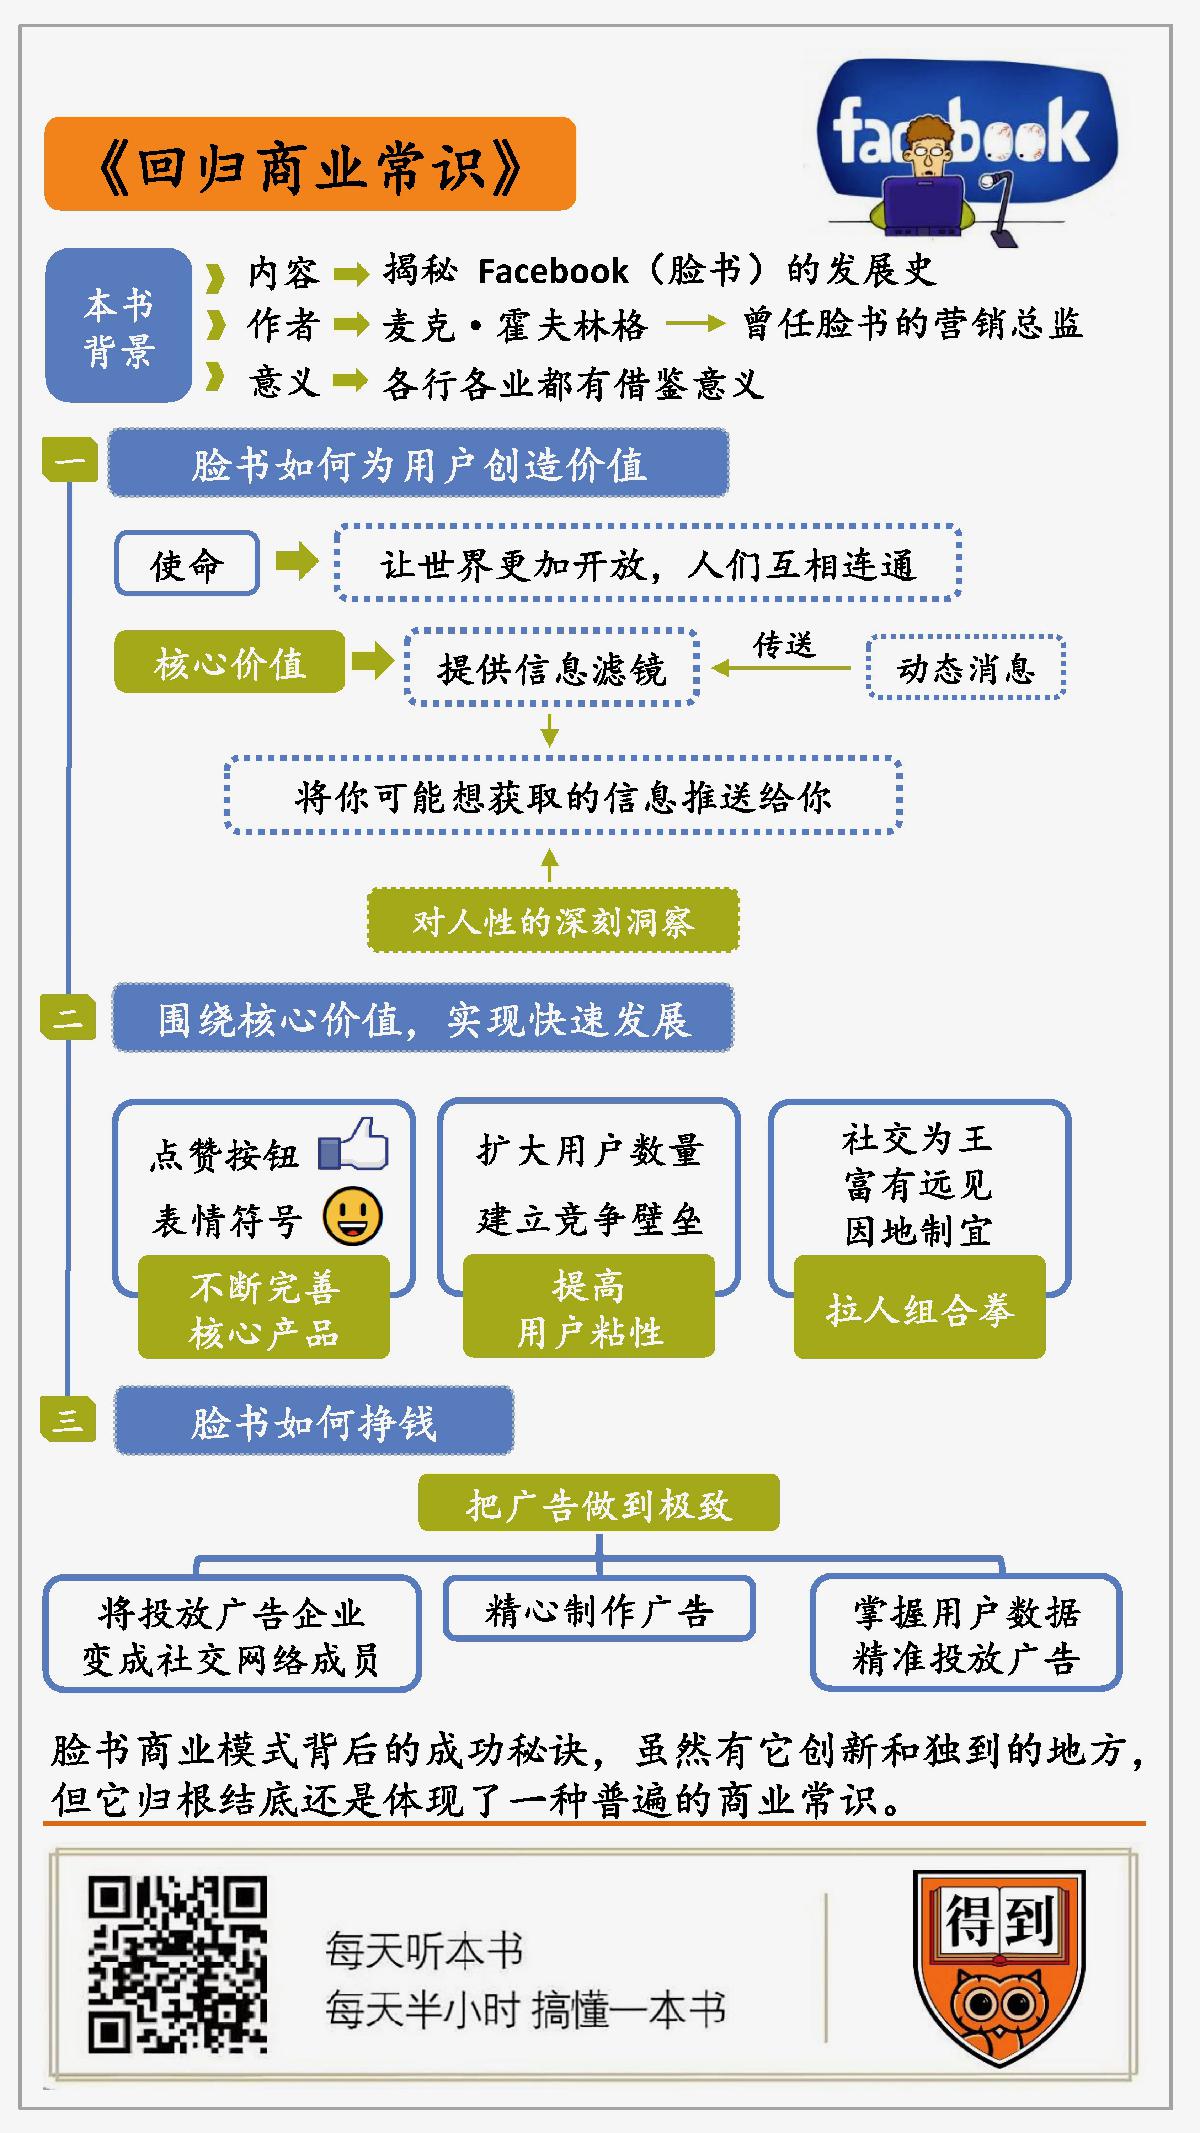 facebook
《回归商业常识》
本书
背景
内容 揭秘 Facebook（脸书）的发展史
作者 麦克·霍夫林格 曾任脸书的营销总监
意义 各行各业都有借鉴意义
一 脸书如何为用户创造价值
使命 让世界更加开放，人们互相连通
核心价值 提供信息滤镜 传送 动态消息
将你可能想获取的信息推送给你
对人性的深刻洞察
二 围绕核心价值，实现快速发展
点赞按钮
表情符号
不断完善
核心产品
扩大用户数量
建立竞争壁垒
提高
用户粘性
社交为王
富有远见
因地制宜
拉人组合拳
三 脸书如何挣钱
把广告做到极致
将投放广告企业
变成社交网络成员
精心制作广告
掌握用户数据
精准投放广告
脸书商业模式背后的成功秘诀，虽然有它创新和独到的地方，
但它归根结底还是体现了一种普遍的商业常识。
每天听本书
每天半小时 搞懂一本书
得到